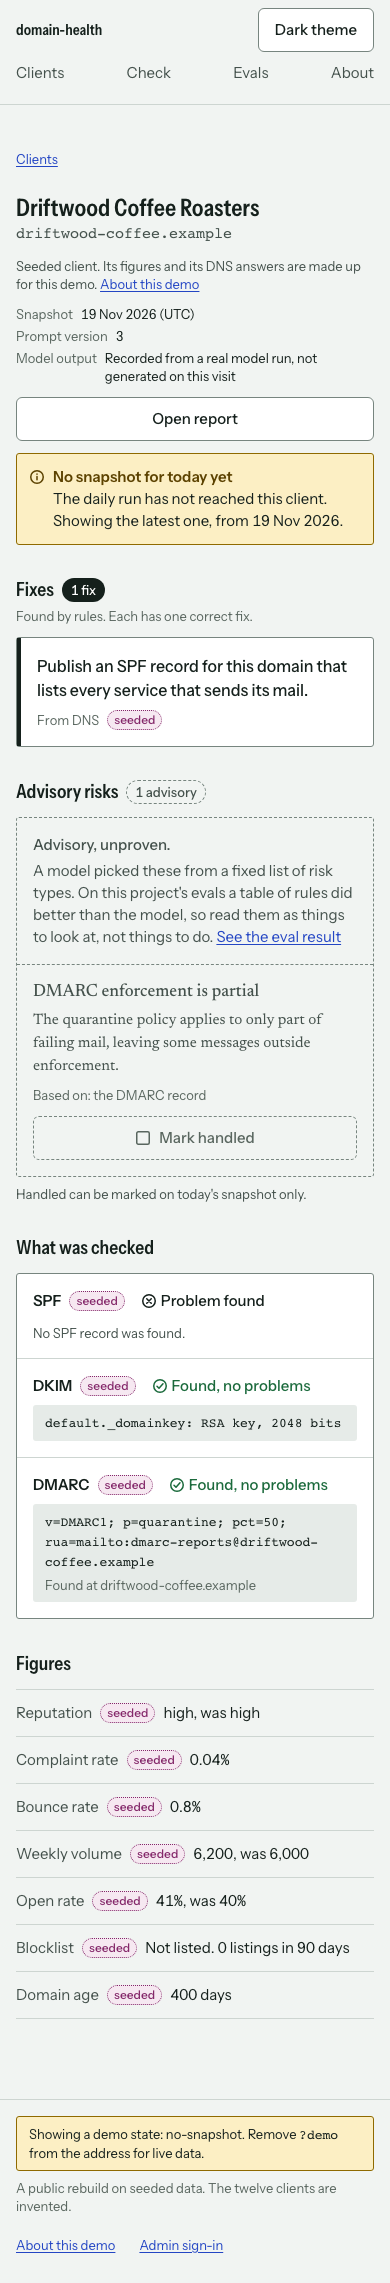 domain-health
Dark theme
Clients
Check
Evals
About
Clients
Driftwood Coffee Roasters
driftwood-coffee.example
Seeded client. Its figures and its DNS answers are made up
for this demo. About this demo
Snapshot 19 Nov 2026 (UTC)
Prompt version 3
Model output Recorded from a real model run, not
generated on this visit
Open report
No snapshot for today yet
The daily run has not reached this client.
Showing the latest one, from 19 Nov 2026.
Fixes 1 fix
Found by rules. Each has one correct fix.
Publish an SPF record for this domain that
lists every service that sends its mail.
From DNS seeded
Advisory risks 1 advisory
Advisory, unproven.
A model picked these from a fixed list of risk
types. On this project's evals a table of rules did
better than the model, so read them as things
to look at, not things to do. See the eval result
DMARC enforcement is partial
The quarantine policy applies to only part of
failing mail, leaving some messages outside
enforcement.
Based on: the DMARC record
Mark handled
Handled can be marked on today's snapshot only.
What was checked
SPF seeded Problem found
No SPF record was found.
DKIM seeded Found, no problems
default._domainkey: RSA key, 2048 bits
DMARC seeded Found, no problems
v=DMARC1; p=quarantine; pct=50;
rua=mailto:dmarc-reports@driftwood-
coffee.example
Found at driftwood-coffee.example
Figures
Reputation seeded high, was high
Complaint rate seeded 0.04%
Bounce rate seeded 0.8%
Weekly volume seeded 6,200, was 6,000
Open rate seeded 41%, was 40%
Blocklist seeded Not listed. 0 listings in 90 days
Domain age seeded 400 days
Showing a demo state: no-snapshot. Remove ?demo
from the address for live data.
A public rebuild on seeded data. The twelve clients are
invented.
About this demo
Admin sign-in